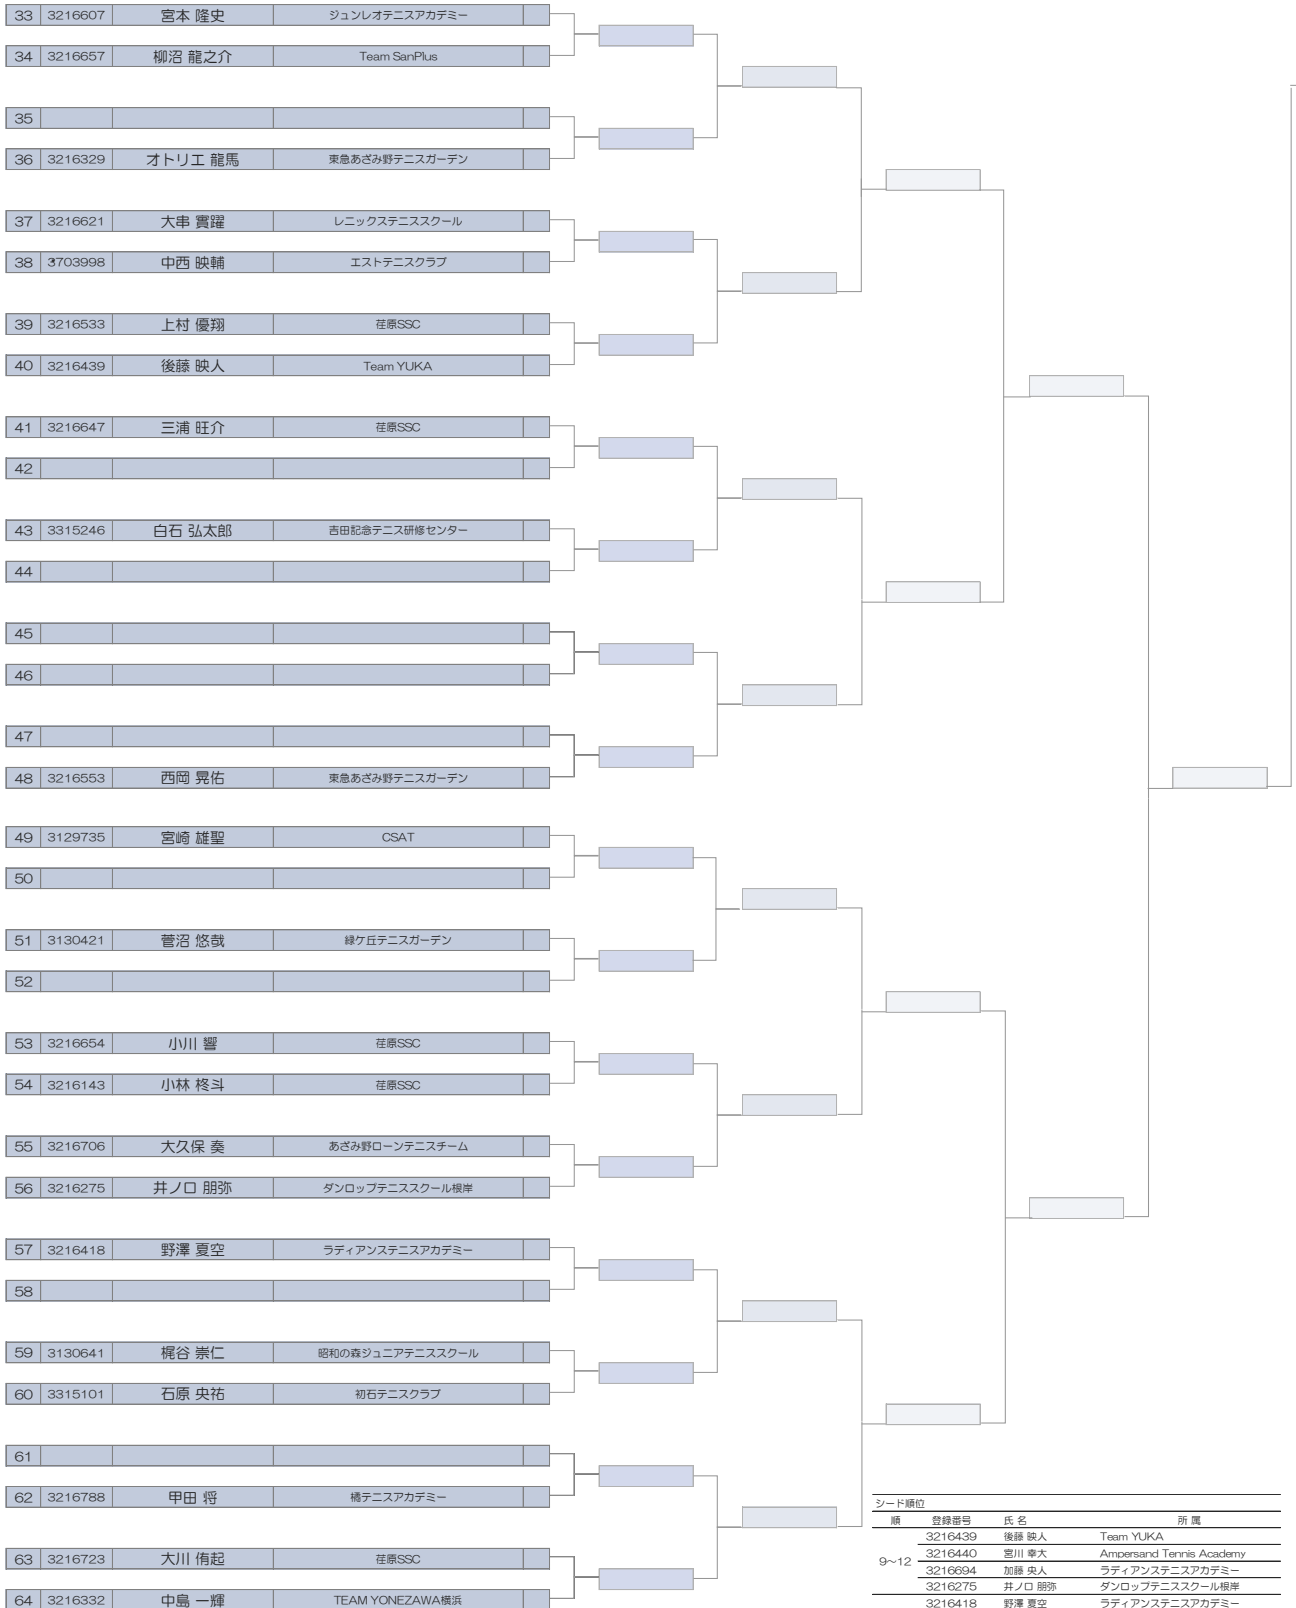 33 3216607 宮本 隆史 ジュンレオテニスアカデミー
34 3216657 柳沼 龍之介 Team SanPlus
35
36 3216329 オトリエ 龍馬 東急あざみ野テニスガーデン
37 3216621 大串 實躍 レニックステニススクール
38 3703998 中西 映輔 エストテニスクラブ
39 3216533 上村 優翔 荏原SSC
40 3216439 後藤 映人 Team YUKA
41 3216647 三浦 旺介 荏原SSC
42
43 3315246 白石 弘太郎 吉田記念テニス研修センター
44
45
46
47
48 3216553 西岡 晃佑 東急あざみ野テニスガーデン
49 3129735 宮崎 雄聖 CSAT
50
51 3130421 菅沼 悠哉 緑ケ丘テニスガーデン
52
53 3216654 小川 響 荏原SSC
54 3216143 小林 柊斗 荏原SSC
55 3216706 大久保 奏 あざみ野ローンテニスチーム
56 3216275 井ノ口 朋弥 ダンロップテニススクール根岸
57 3216418 野澤 夏空 ラディアンステニスアカデミー
58
59 3130641 梶谷 崇仁 昭和の森ジュニアテニススクール
60 3315101 石原 央祐 初石テニスクラブ
61
62 3216788 甲田 将 橘テニスアカデミー
63 3216723 大川 侑起 荏原SSC
64 3216332 中島 一輝 TEAM YONEZAWA横浜
シード順位
順 登録番号 氏 名 所 属
3216439 後藤 映人 Team YUKA
9~12 3216440 宮川 幸大 Ampersand Tennis Academy
3216694 加藤 央人 ラディアンステニスアカデミー
3216275 井ノ口 朋弥 ダンロップテニススクール根岸
3216418 野澤 夏空 ラディアンステニスアカデミー